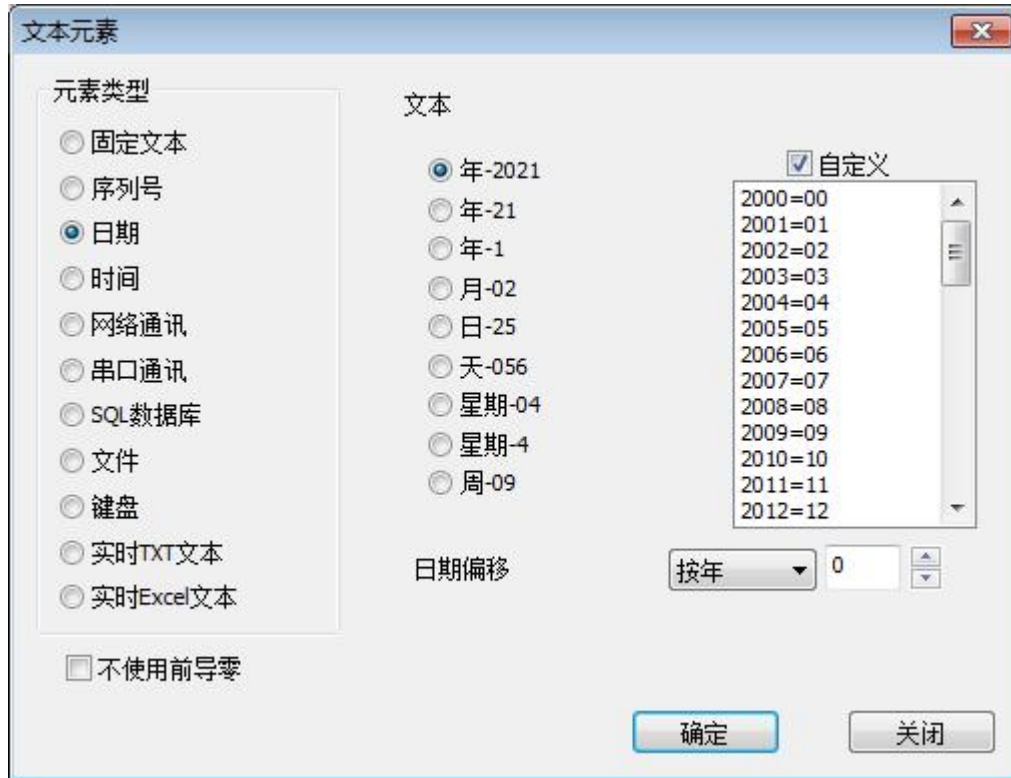 文本元素
元素类型
固定文本
序列号
日期
时间
网络通讯
串口通讯
SQL数据库
文件
键盘
实时TXT文本
实时Excel文本
不使用前导零
文本
年-2021
年-21
年-1
月-02
日-25
天-056
星期-04
星期-4
周-09
自定义
2000=00
2001=01
2002=02
2003=03
2004=04
2005=05
2006=06
2007=07
2008=08
2009=09
2010=10
2011=11
2012=12
日期偏移 按年 0
确定 关闭